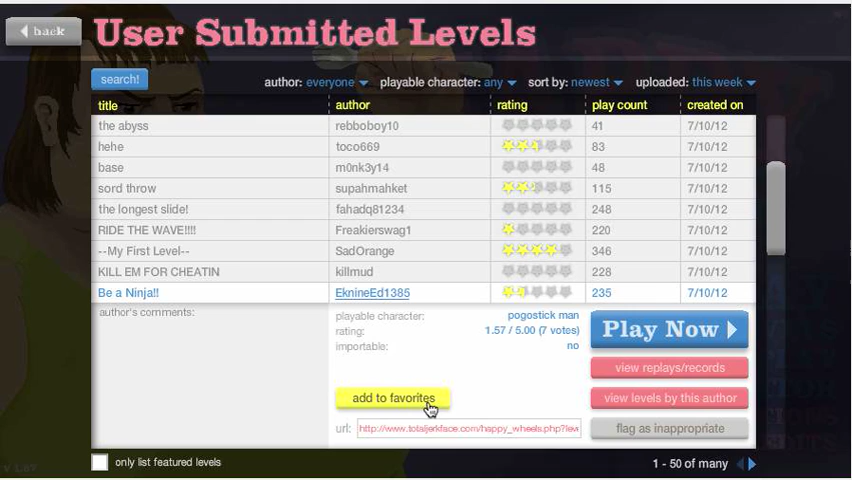 back
User Submitted Levels
search!
author: everyone playable character: any sort by: newest uploaded: this week
title author rating play count created on
the abyss rebboboy10 41 7/10/12
hehe toco669 83 7/10/12
base m0nk3y14 48 7/10/12
sord throw supahmahket 115 7/10/12
the longest slide! fahadq81234 248 7/10/12
RIDE THE WAVE!!!! Freakierswag1 220 7/10/12
--My First Level-- SadOrange 346 7/10/12
KILL EM FOR CHEATIN killmud 228 7/10/12
Be a Ninja!! EknineEd1385 235 7/10/12
author's comments:
playable character: pogostick man
rating: 1.57 / 5.00 (7 votes)
importable: no
Play Now
view replays/records
add to favorites
view levels by this author
url: http://www.totaljerkface.com/happy_wheels.php?leve
flag as inappropriate
only list featured levels
1 - 50 of many